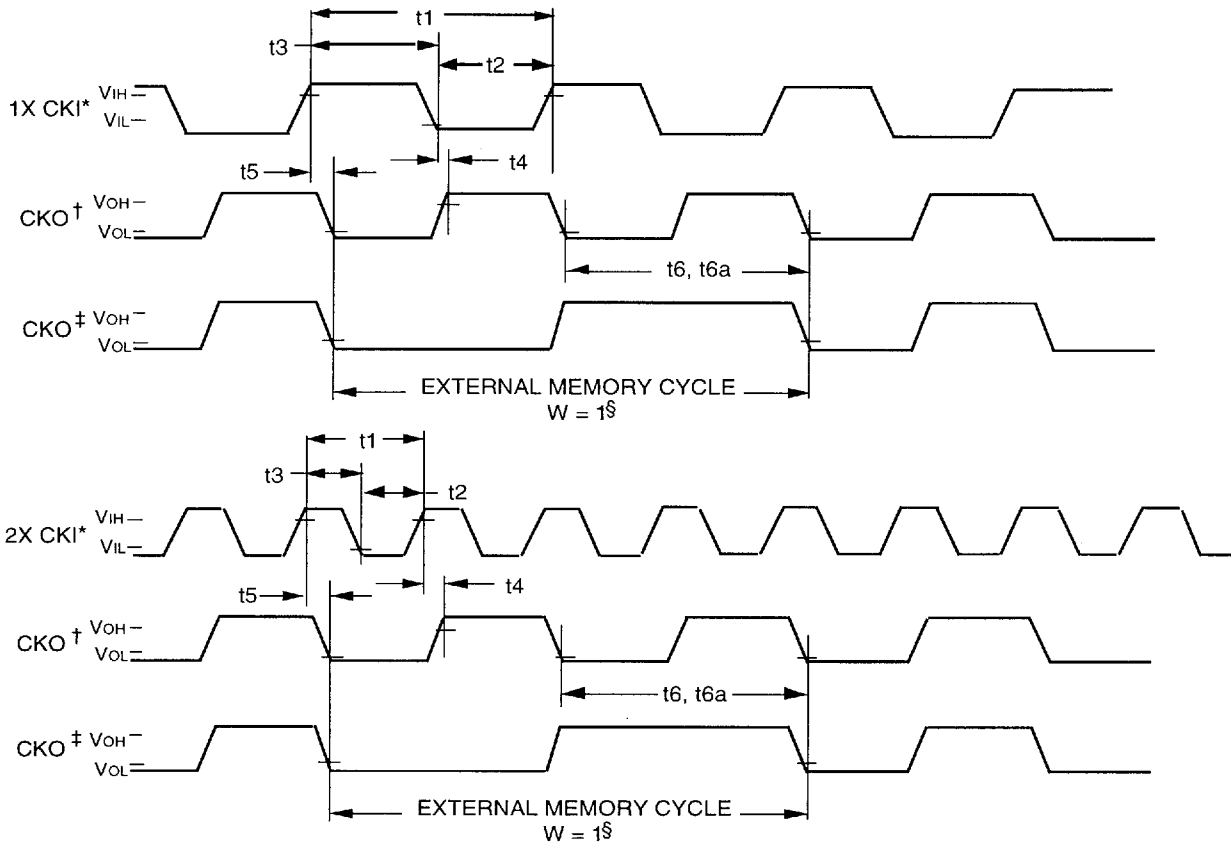 t1
t3
t2
1X CKI* VIH
VIL
t5
t4
CKO† VOH
VOL
t6, t6a
CKO‡ VOH
VOL
EXTERNAL MEMORY CYCLE
W = 1§
t1
t3
t2
2X CKI* VIH
VIL
t5
t4
CKO† VOH
VOL
t6, t6a
CKO‡ VOH
VOL
EXTERNAL MEMORY CYCLE
W = 1§